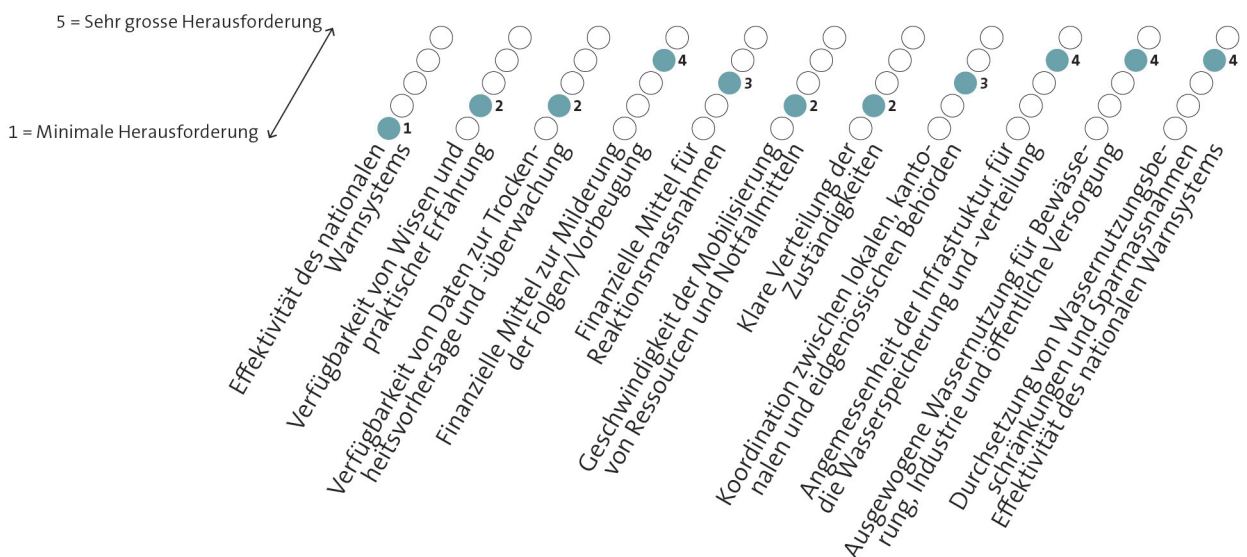 5 = Sehr grosse Herausforderung
1 = Minimale Herausforderung
1
2
2
4
3
2
2
3
4
4
4
Effektivität des nationalen
Warnsystems
Verfügbarkeit von Wissen und
praktischer Erfahrung
Verfügbarkeit von Daten zur Trocken-
heitsvorhersage und -überwachung
Finanzielle Mittel zur Milderung
der Folgen/Vorbeugung
Finanzielle Mittel für
Reaktionsmassnahmen
Geschwindigkeit der Mobilisierung
von Ressourcen und Notfallmitteln
Klare Verteilung der
Zuständigkeiten
Koordination zwischen lokalen, kanto-
nalen und eidgenössischen Behörden
Angemessenheit der Infrastruktur für
die Wasserspeicherung und -verteilung
Ausgewogene Wassernutzung für Bewässe-
rung, Industrie und öffentliche Versorgung
Durchsetzung von Wassernutzungsbe-
schränkungen und Sparmassnahmen
Effektivität des nationalen Warnsystems